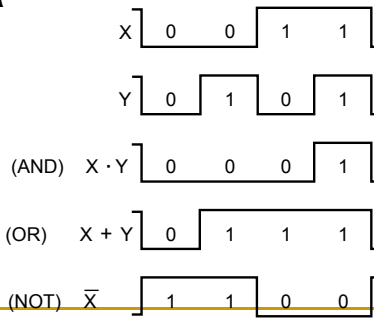 X 0 0 1 1
Y 0 1 0 1
(AND) X · Y 0 0 0 1
(OR) X + Y 0 1 1 1
(NOT) X̅ 1 1 0 0